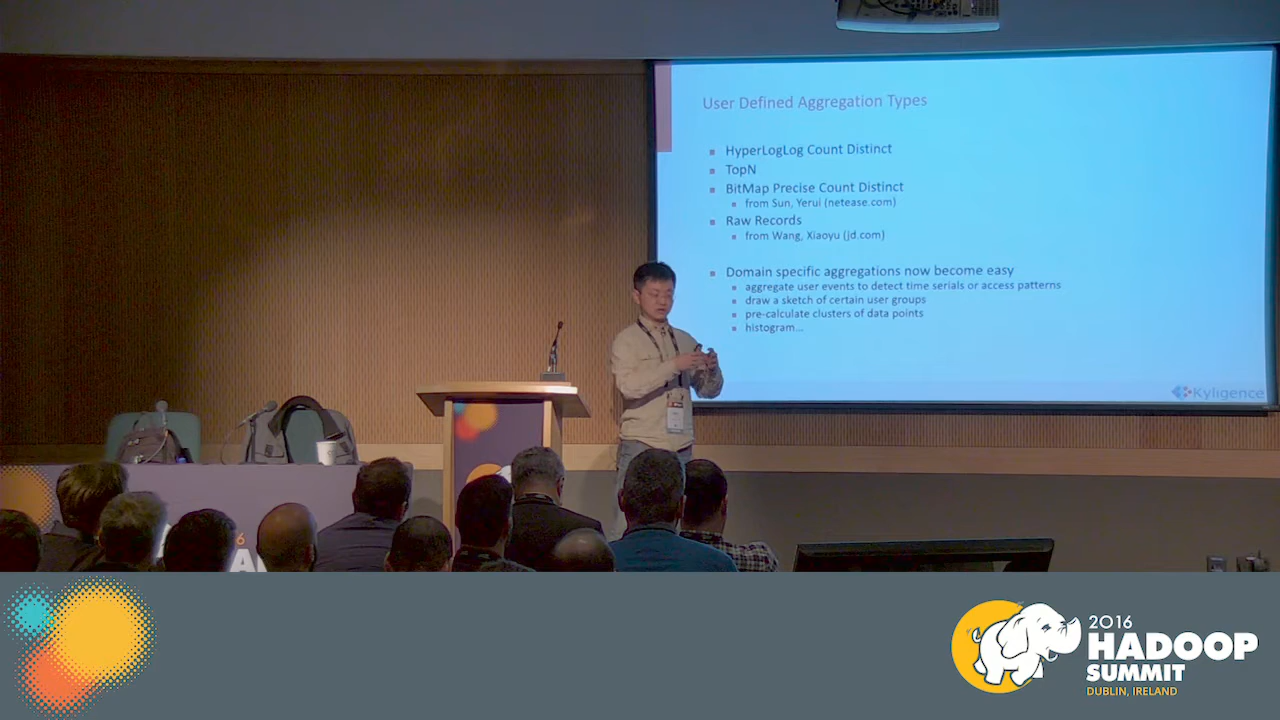 User Defined Aggregation Types
HyperLogLog Count Distinct
TopN
BitMap Precise Count Distinct
from Sun, Yerui (netease.com)
Raw Records
from Wang, Xiaoyu (jd.com)
Domain specific aggregations now become easy
aggregate user events to detect time serials or access patterns
draw a sketch of certain user groups
pre-calculate clusters of data points
histogram...
Kyligence
6
2016
HADOOP
SUMMIT
DUBLIN, IRELAND